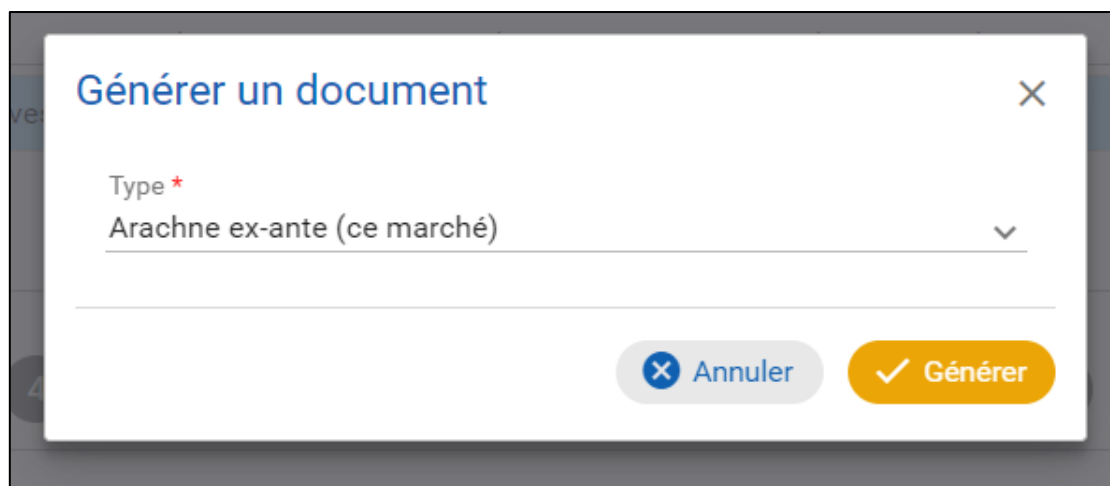 Générer un document
Type *
Arachne ex-ante (ce marché)
Annuler
Générer